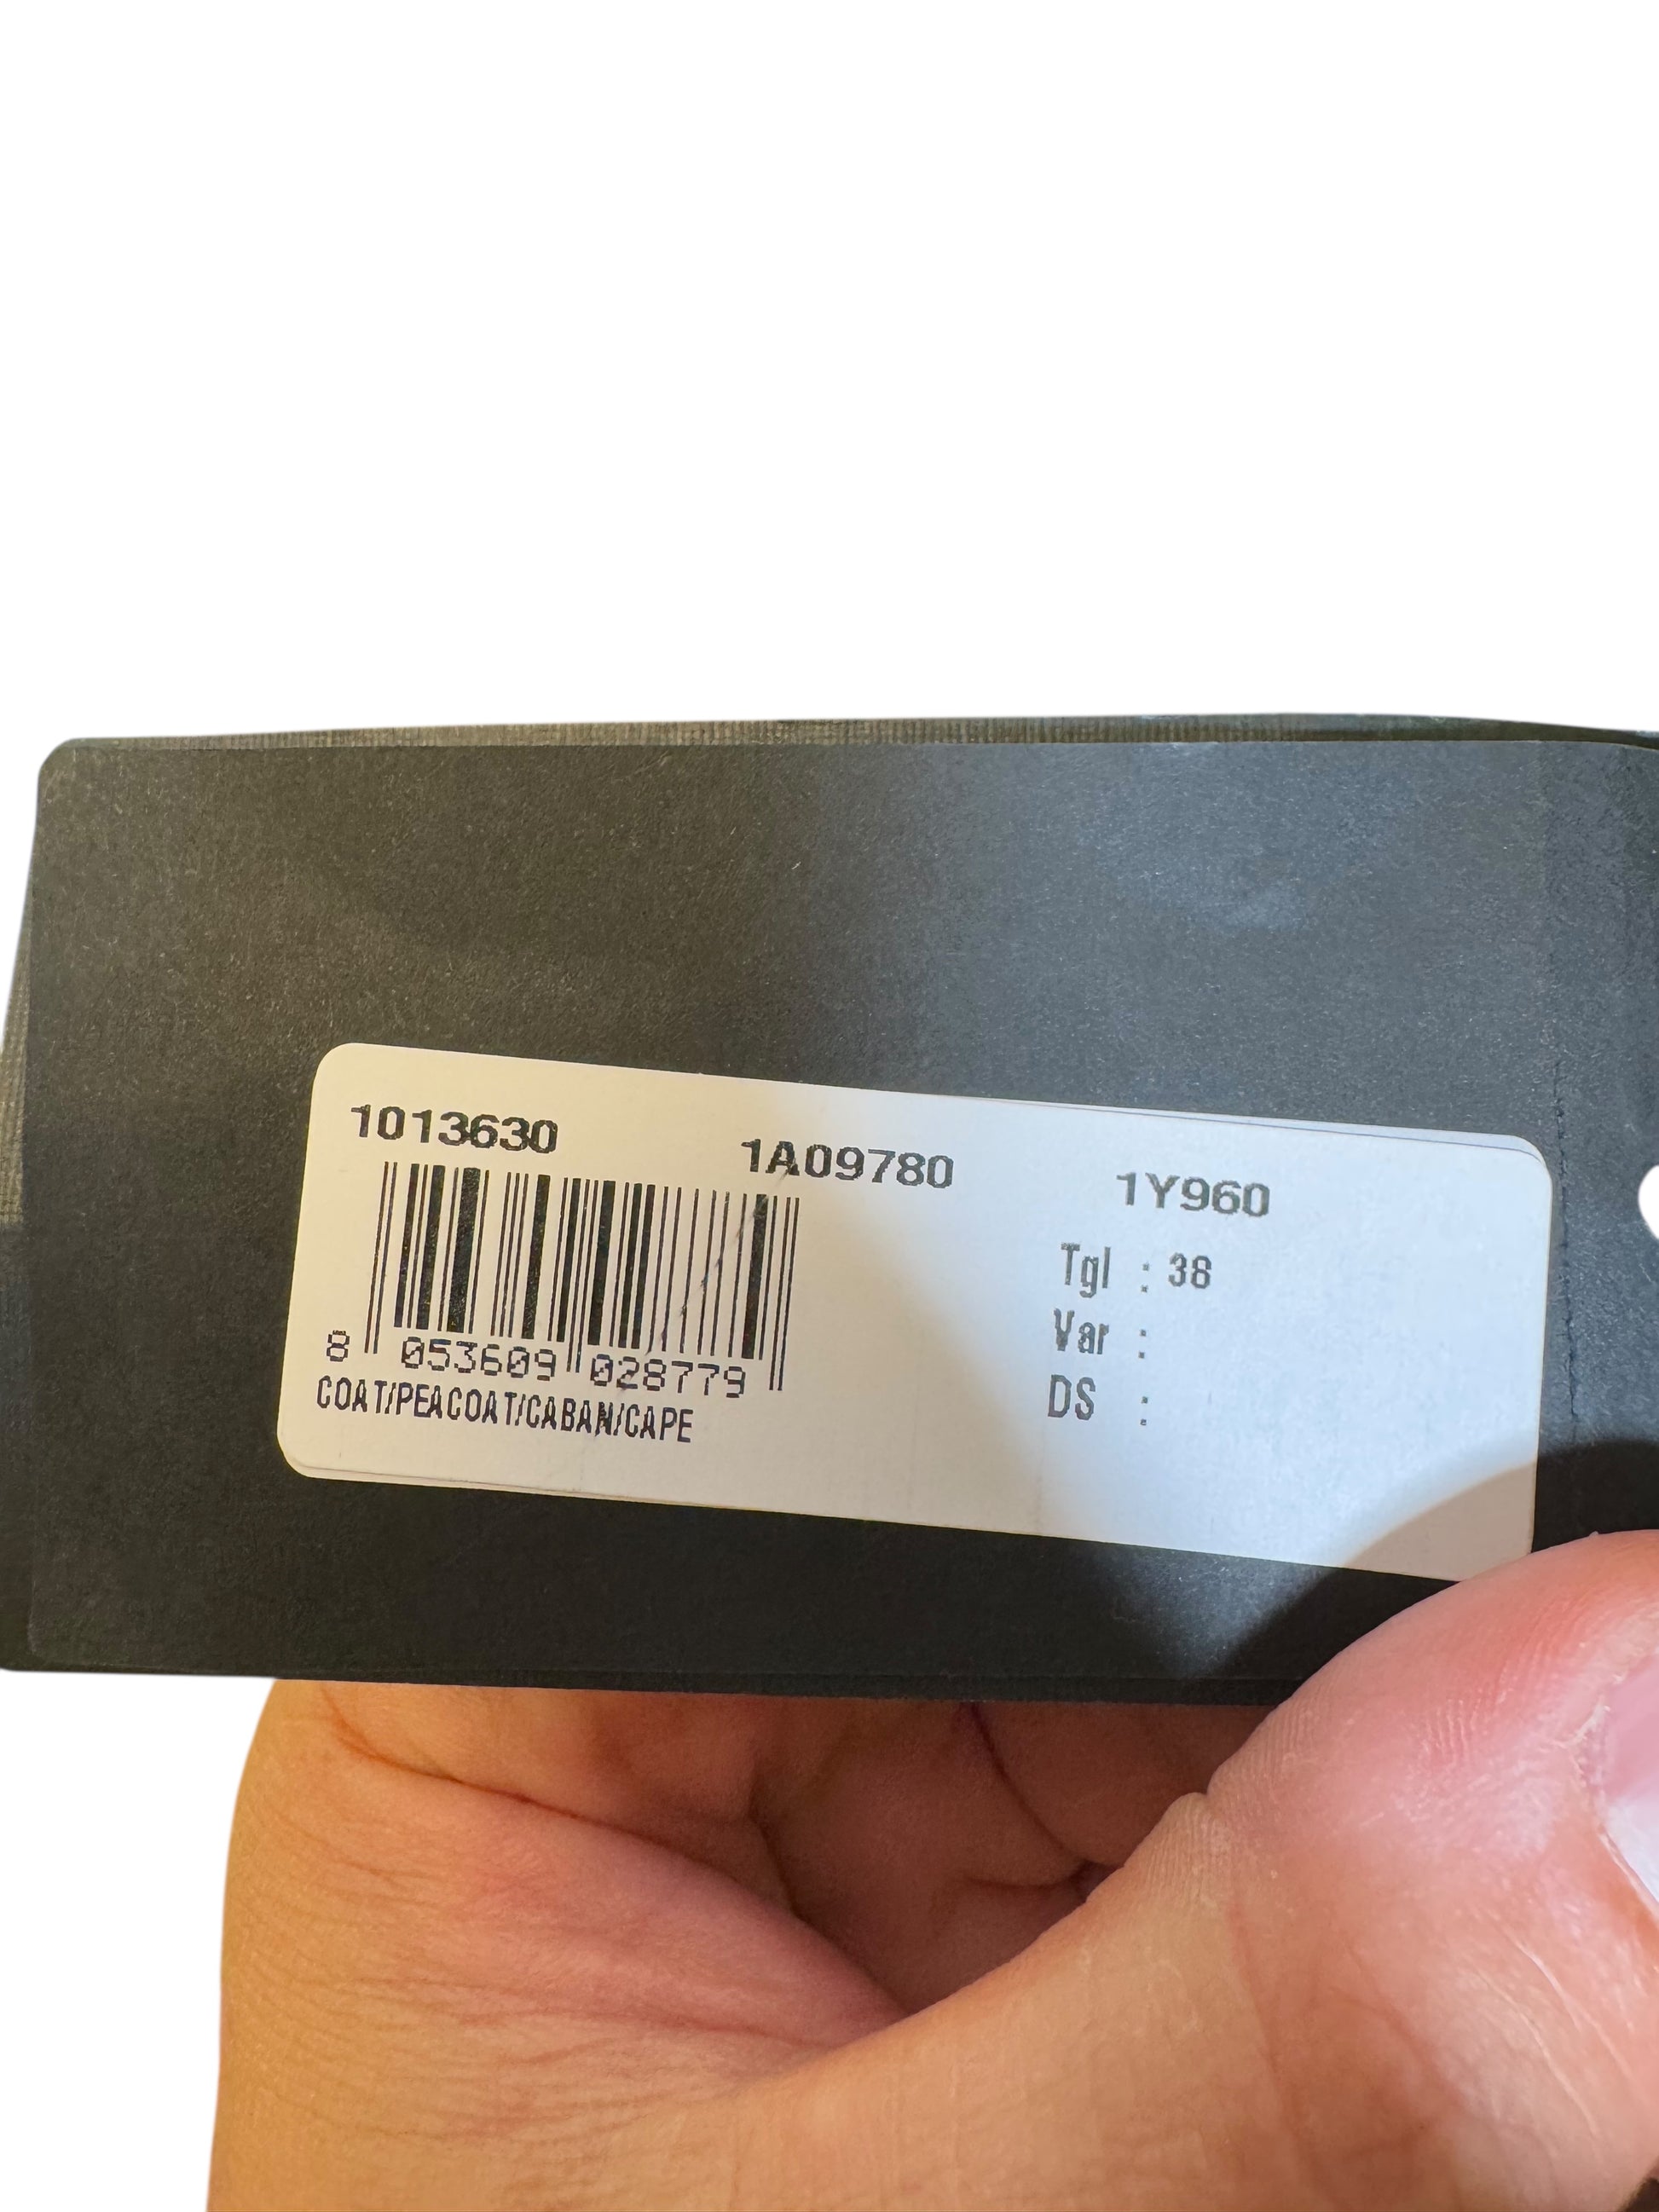 1013630 1A09780 1Y960
Tgl : 38
Var :
DS :
8 053609 028779
COAT/PEACOAT/CABAN/CAPE